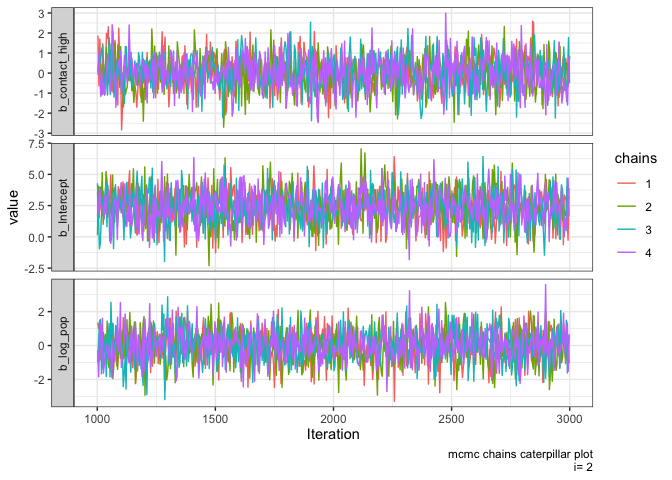 value
b_contact_high
3
2
1
0
-1
-2
-3
b_Intercept
7.5
5.0
2.5
0.0
-2.5
b_log_pop
2
0
-2
1000 1500 2000 2500 3000
Iteration
chains
1
2
3
4
mcmc chains caterpillar plot
i= 2